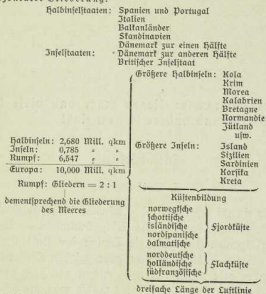 Halbinselstaaten: Spanien und Portugal
Italien
Balkanländer
Skandinavien
Dänemark zur einen Hälfte
Inselstaaten: Dänemark zur anderen Hälfte
Britischer Inselstaat
Größere Halbinseln: Kola
Krim
Morea
Kalabrien
Bretagne
Normandie
Jütland
usw.
Größere Inseln: Island
Sizilien
Sardinien
Korsika
Kreta
Halbinseln: 2,680 Mill. qkm
Inseln: 0,785 " "
Rumpf: 6,547 " "
Europa: 10,000 Mill. qkm
Rumpf: Gliedern = 2 : 1
dementsprechend die Gliederung
des Meeres
Küstenbildung
norwegische
schottische
isländische
nordspanische
dalmatische
Fjordküste
norddeutsche
holländische
südfranzösische
Flachküste
dreifache Länge der Luftlinie